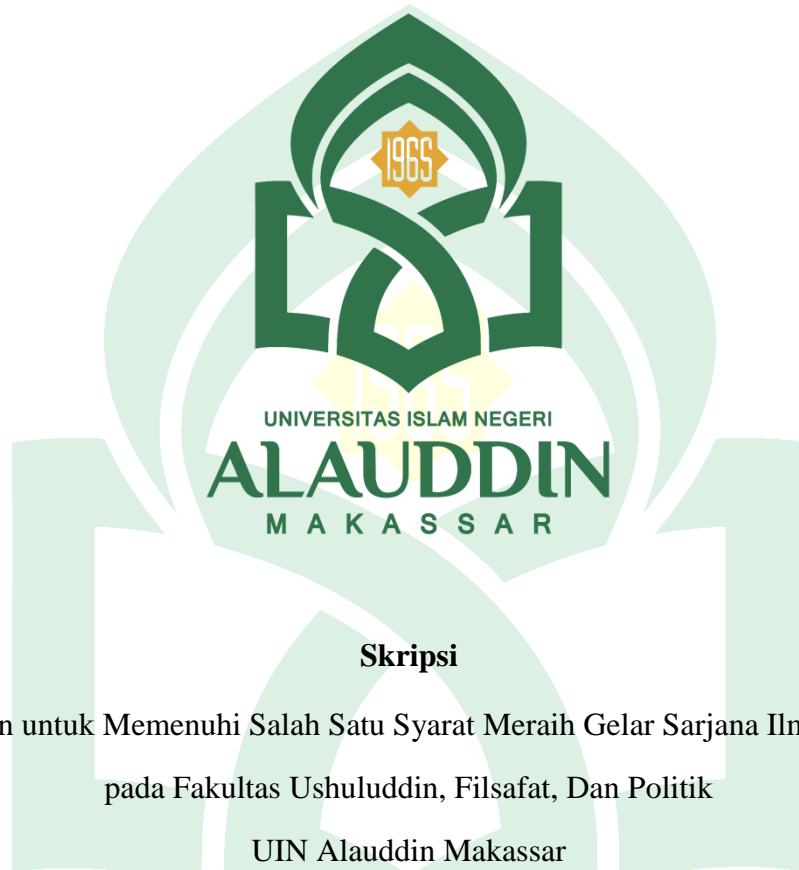 1965
UNIVERSITAS ISLAM NEGERI
ALAUDDIN
MAKASSAR
Skripsi
untuk Memenuhi Salah Satu Syarat Meraih Gelar Sarjana
pada Fakultas Ushuluddin, Filsafat, Dan Politik
UIN Alauddin Makassar